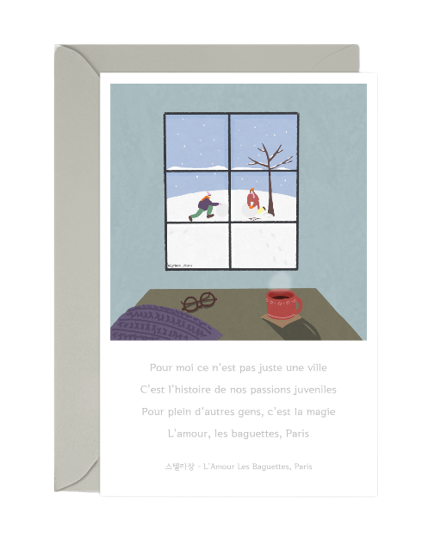 Pour moi ce n'est pas juste une ville
C'est l'histoire de nos passions juveniles
Pour plein d'autres gens, c'est la magie
L'amour, les baguettes, Paris
스텔라장 - L'Amour Les Baguettes, Paris